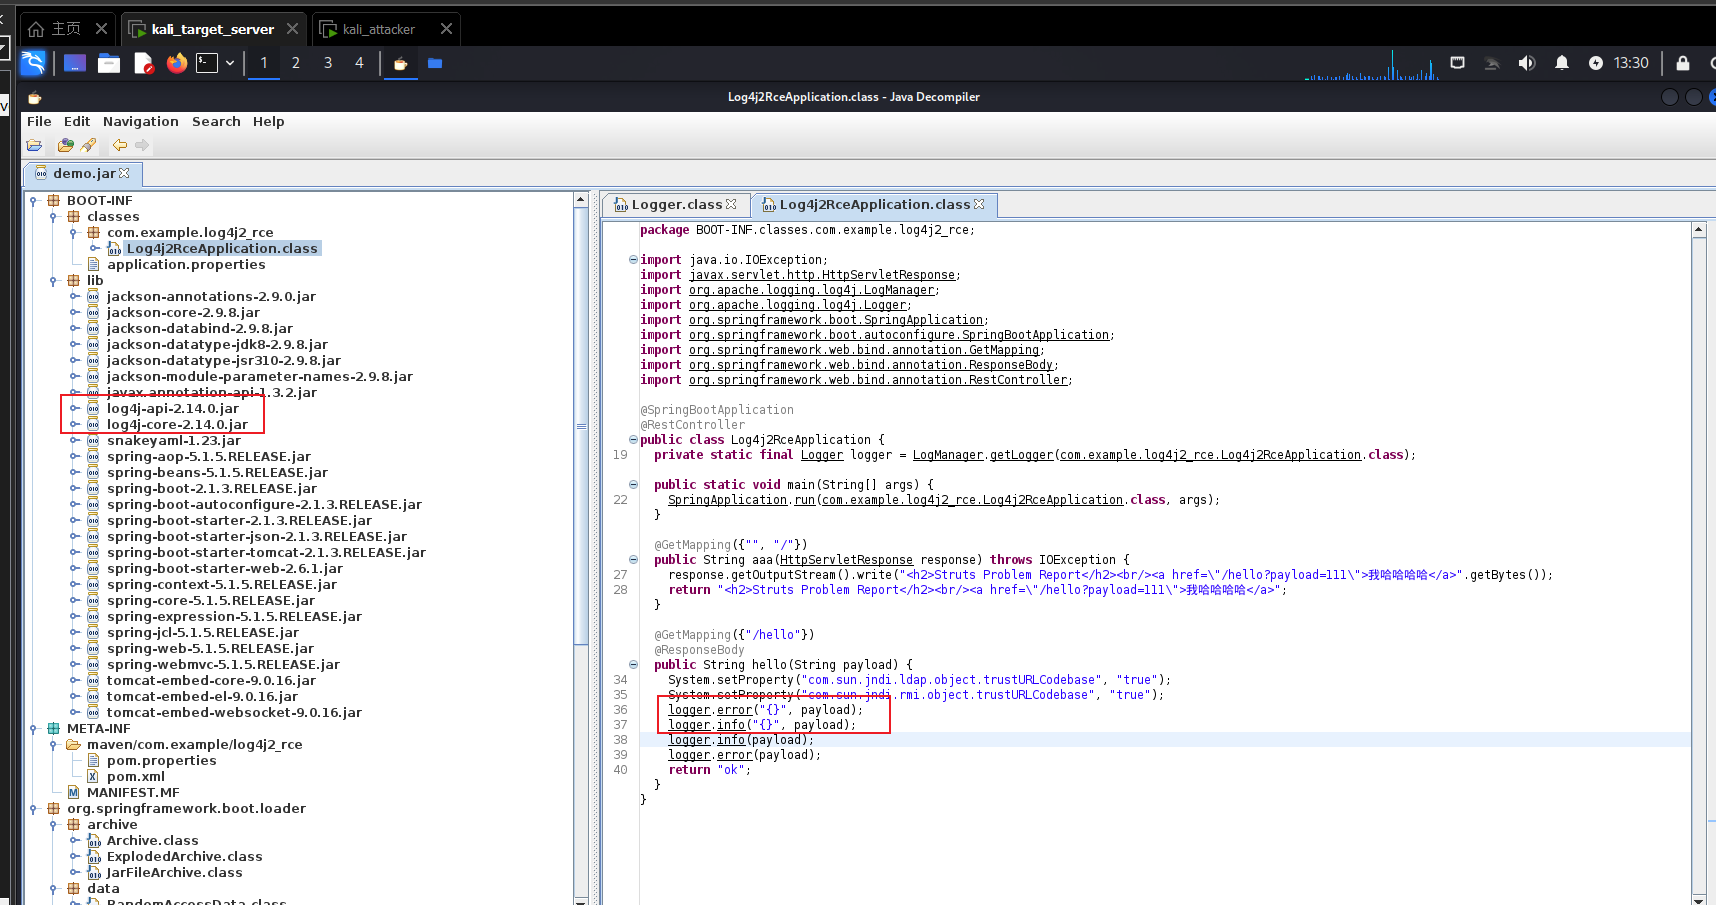 主页
kali_target_server
kali_attacker
1 2 3 4
13:30
Log4j2RceApplication.class - Java Decompiler
File Edit Navigation Search Help
demo.jar
BOOT-INF
classes
com.example.log4j2_rce
Log4j2RceApplication.class
application.properties
lib
jackson-annotations-2.9.0.jar
jackson-core-2.9.8.jar
jackson-databind-2.9.8.jar
jackson-datatype-jdk8-2.9.8.jar
jackson-datatype-jsr310-2.9.8.jar
jackson-module-parameter-names-2.9.8.jar
javax.annotation-api-1.3.2.jar
log4j-api-2.14.0.jar
log4j-core-2.14.0.jar
snakeyaml-1.23.jar
spring-aop-5.1.5.RELEASE.jar
spring-beans-5.1.5.RELEASE.jar
spring-boot-2.1.3.RELEASE.jar
spring-boot-autoconfigure-2.1.3.RELEASE.jar
spring-boot-starter-2.1.3.RELEASE.jar
spring-boot-starter-json-2.1.3.RELEASE.jar
spring-boot-starter-tomcat-2.1.3.RELEASE.jar
spring-boot-starter-web-2.6.1.jar
spring-context-5.1.5.RELEASE.jar
spring-core-5.1.5.RELEASE.jar
spring-expression-5.1.5.RELEASE.jar
spring-jcl-5.1.5.RELEASE.jar
spring-web-5.1.5.RELEASE.jar
spring-webmvc-5.1.5.RELEASE.jar
tomcat-embed-core-9.0.16.jar
tomcat-embed-el-9.0.16.jar
tomcat-embed-websocket-9.0.16.jar
META-INF
maven/com.example/log4j2_rce
pom.properties
pom.xml
MANIFEST.MF
org.springframework.boot.loader
archive
Archive.class
ExplodedArchive.class
JarFileArchive.class
data
RandomAccessData.class
Logger.class
Log4j2RceApplication.class
package BOOT-INF.classes.com.example.log4j2_rce;
import java.io.IOException;
import javax.servlet.http.HttpServletResponse;
import org.apache.logging.log4j.LogManager;
import org.apache.logging.log4j.Logger;
import org.springframework.boot.SpringApplication;
import org.springframework.boot.autoconfigure.SpringBootApplication;
import org.springframework.web.bind.annotation.GetMapping;
import org.springframework.web.bind.annotation.ResponseBody;
import org.springframework.web.bind.annotation.RestController;
@SpringBootApplication
@RestController
public class Log4j2RceApplication {
19 private static final Logger logger = LogManager.getLogger(com.example.log4j2_rce.Log4j2RceApplication.class);
public static void main(String[] args) {
22 SpringApplication.run(com.example.log4j2_rce.Log4j2RceApplication.class, args);
}
@GetMapping({"", "/"})
public String aaa(HttpServletResponse response) throws IOException {
27 response.getOutputStream().write("<h2>Struts Problem Report</h2><br/><a href=\"/hello?payload=111\">我哈哈哈哈</a>".getBytes());
28 return "<h2>Struts Problem Report</h2><br/><a href=\"/hello?payload=111\">我哈哈哈哈</a>";
}
@GetMapping({"/hello"})
@ResponseBody
public String hello(String payload) {
34 System.setProperty("com.sun.jndi.ldap.object.trustURLCodebase", "true");
35 System.setProperty("com.sun.jndi.rmi.object.trustURLCodebase", "true");
36 logger.error("{}", payload);
37 logger.info("{}", payload);
38 logger.info(payload);
39 logger.error(payload);
40 return "ok";
}
}